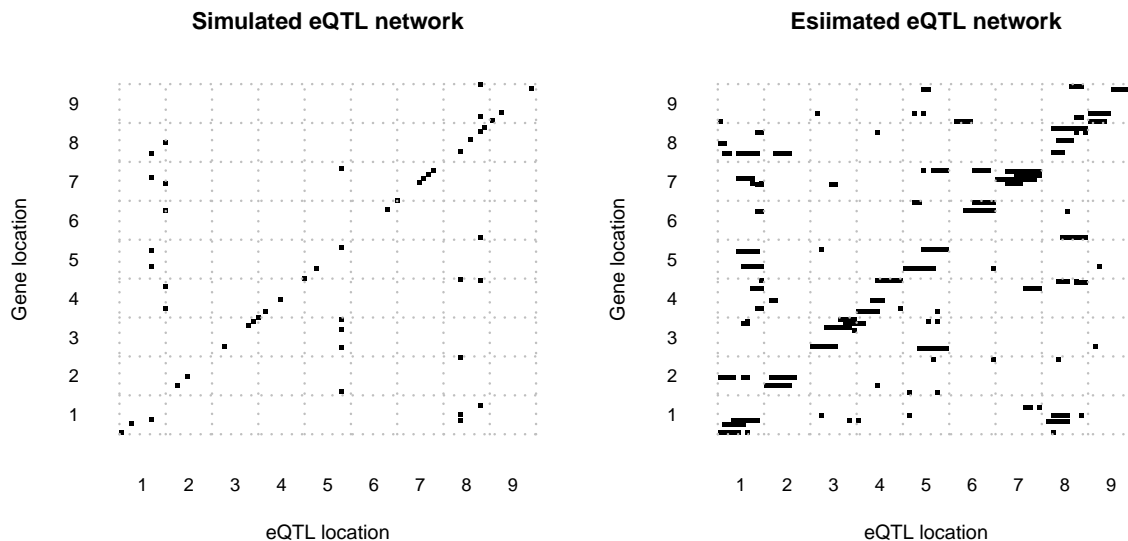 Simulated eQTL network
Gene location
9
8
7
6
5
4
3
2
1
1 2 3 4 5 6 7 8 9
eQTL location
Esiimated eQTL network
Gene location
9
8
7
6
5
4
3
2
1
1 2 3 4 5 6 7 8 9
eQTL location